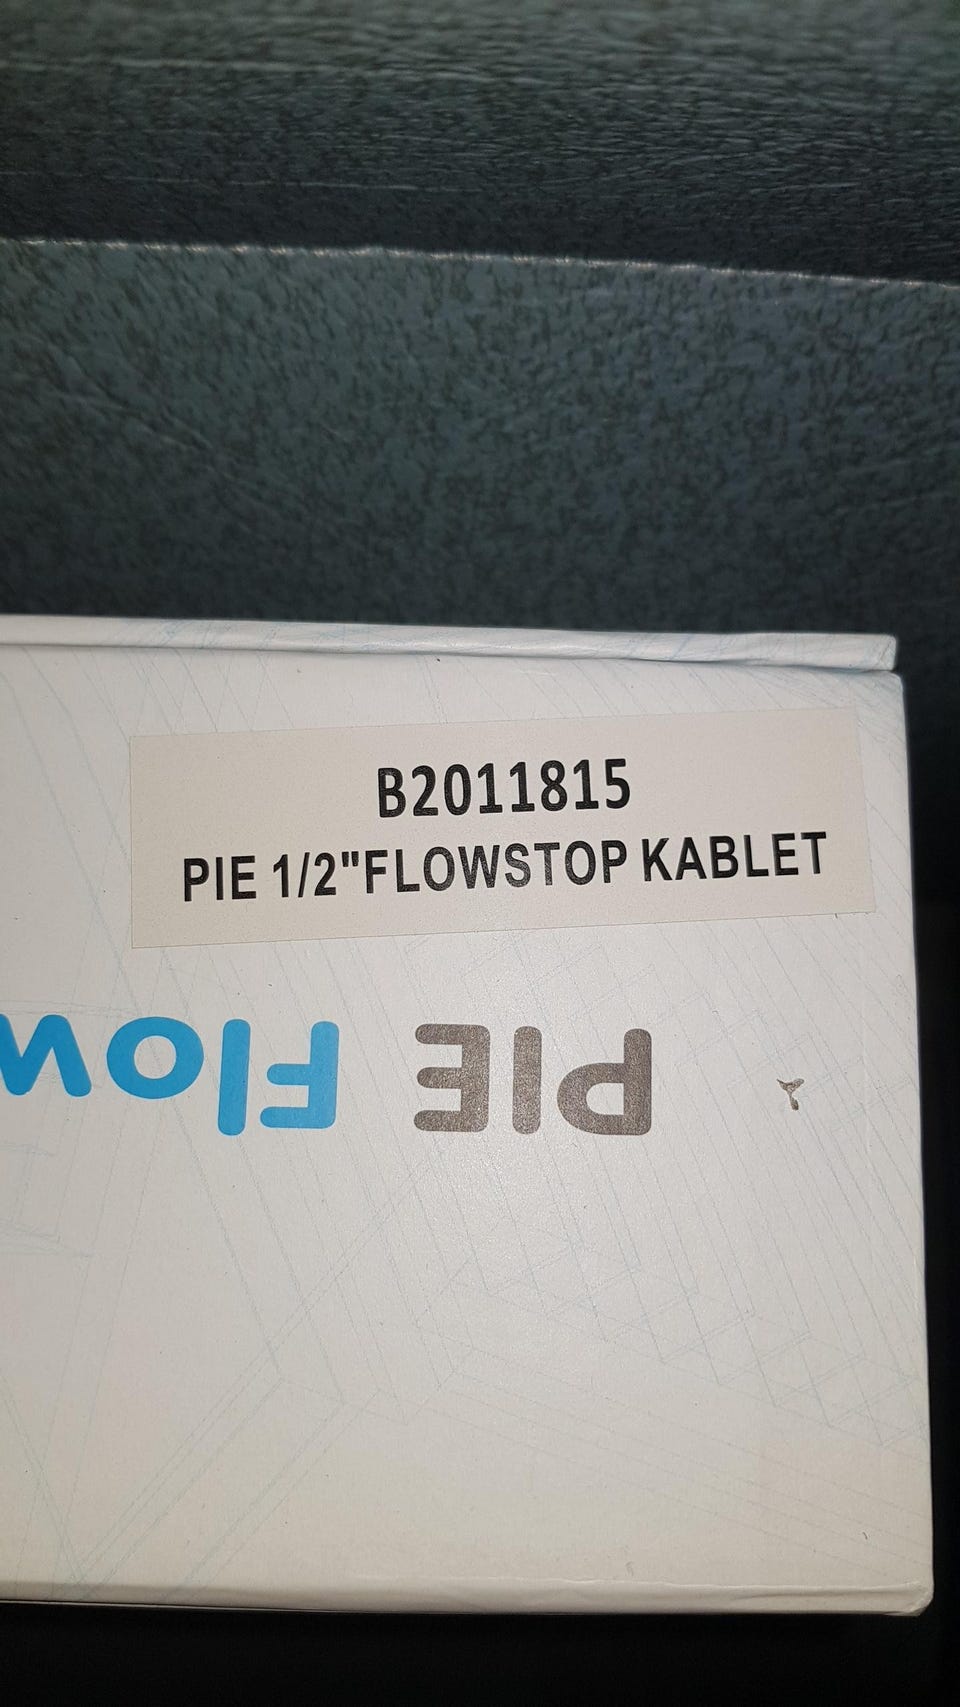 B2011815
PIE 1/2"FLOWSTOP KABLET
PIE Flow